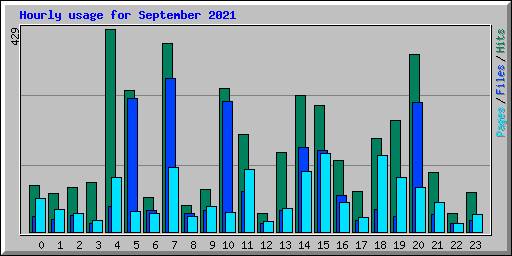 Hourly usage for September 2021
429
Pages / Files / Hits
0 1 2 3 4 5 6 7 8 9 10 11 12 13 14 15 16 17 18 19 20 21 22 23